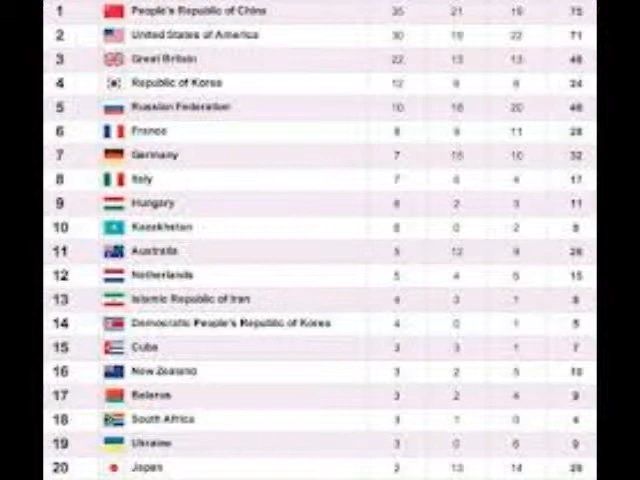 1 People's Republic of China 35 21 19 75
2 United States of America 30 19 22 71
3 Great Britain 22 13 13 48
4 Republic of Korea 12 6 6 24
5 Russian Federation 10 18 20 48
6 France 8 9 11 28
7 Germany 7 15 10 32
8 Italy 7 6 4 17
9 Hungary 6 2 3 11
10 Kazakhstan 6 0 2 8
11 Australia 5 12 9 26
12 Netherlands 5 4 6 15
13 Islamic Republic of Iran 4 3 1 8
14 Democratic People's Republic of Korea 4 0 1 5
15 Cuba 3 3 1 7
16 New Zealand 3 2 5 10
17 Belarus 3 2 4 9
18 South Africa 3 1 0 4
19 Ukraine 3 0 6 9
20 Japan 2 13 14 29